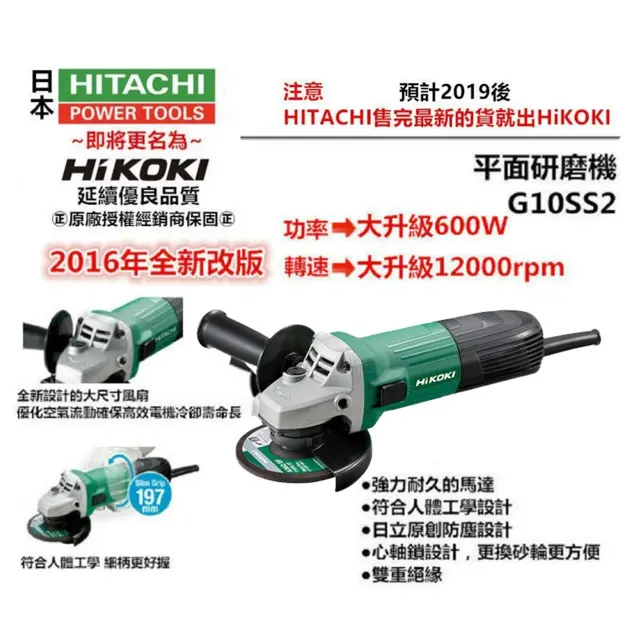 日本
HITACHI
POWER TOOLS
~即將更名為~
HiKOKI
延續優良品質
㊣原廠授權經銷商保固㊣
2016年全新改版
注意 預計2019後
HITACHI售完最新的貨就出HiKOKI
平面研磨機
G10SS2
功率➡大升級600W
轉速➡大升級12000rpm
全新設計的大尺寸風扇
優化空氣流動確保高效電機冷卻壽命長
Slim Grip
197
mm
符合人體工學 細柄更好握
HiKOKI
•強力耐久的馬達
•符合人體工學設計
•日立原創防塵設計
•心軸鎖設計，更換砂輪更方便
•雙重絕緣